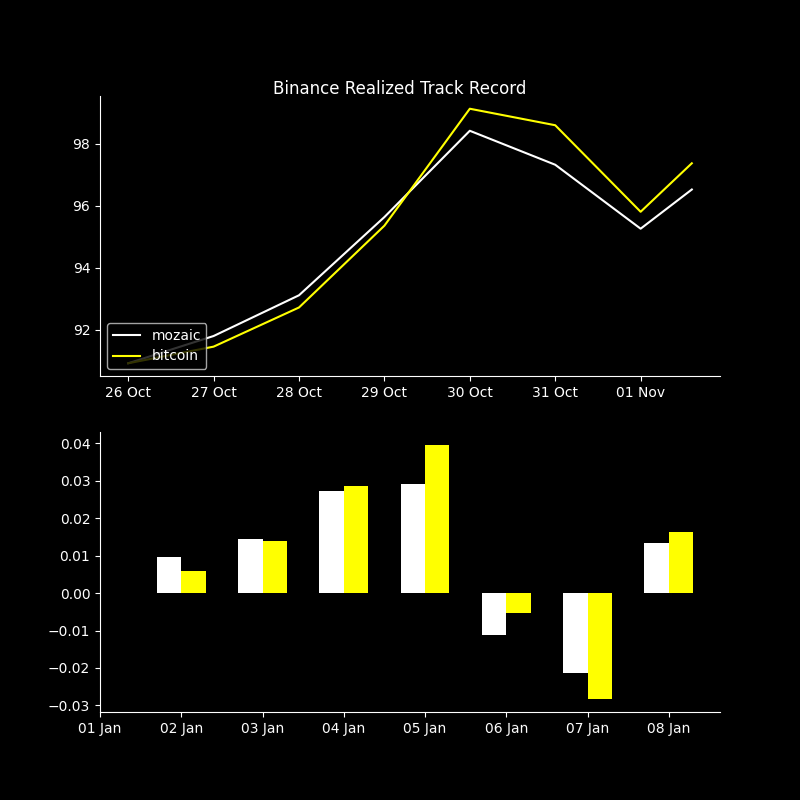 Binance Realized Track Record
98
96
94
92
mozaic
bitcoin
26 Oct 27 Oct 28 Oct 29 Oct 30 Oct 31 Oct 01 Nov
0.04
0.03
0.02
0.01
0.00
−0.01
−0.02
−0.03
01 Jan 02 Jan 03 Jan 04 Jan 05 Jan 06 Jan 07 Jan 08 Jan